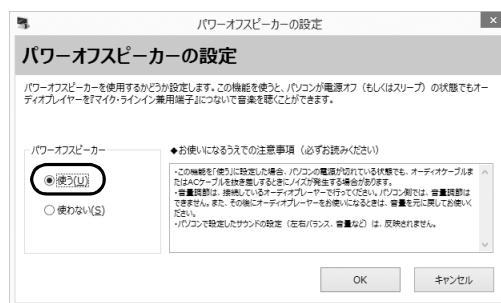 パワーオフスピーカーの設定
パワーオフスピーカーの設定
パワーオフスピーカーを使用するかどうか設定します。この機能を使うと、パソコンが電源オフ(もしくはスリープ)の状態でもオー
ディオプレイヤーを『マイク・ラインイン兼用端子』につないで音楽を聴くことができます。
パワーオフスピーカー
使う(U)
使わない(S)
◆お使いになるうえでの注意事項(必ずお読みください)
・この機能を「使う」に設定した場合、パソコンの電源が切れている状態でも、オーディオケーブルま
たはACケーブルを抜き差しするときにノイズが発生する場合があります。
・音量調節は、接続しているオーディオプレーヤーで行ってください。パソコン側では、音量調節は
できません。また、その後にオーディオプレーヤーをお使いになるときは、音量を元に戻してお使いく
ださい。
・パソコンで設定したサウンドの設定(左右バランス、音量など)は、反映されません。
OK
キャンセル